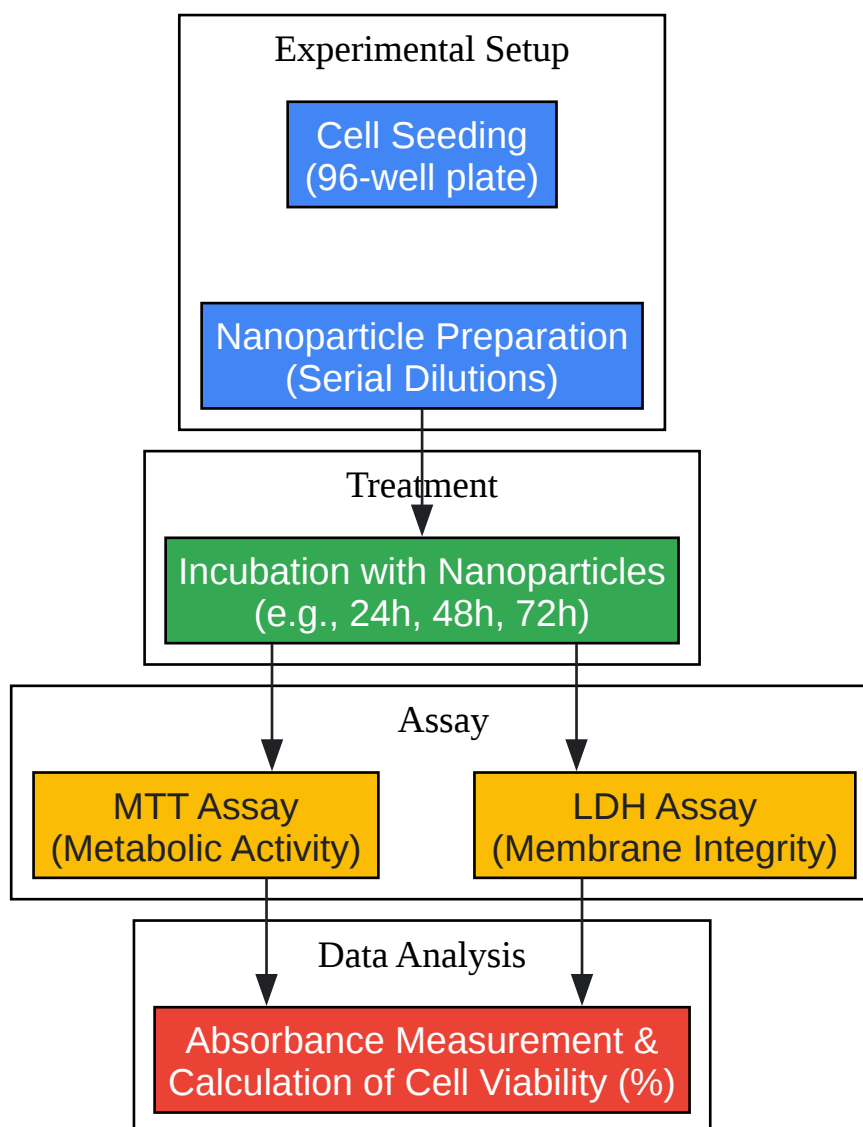 Experimental Setup
Cell Seeding
(96-well plate)
Nanoparticle Preparation
(Serial Dilutions)
Treatment
Incubation with Nanoparticles
(e.g., 24h, 48h, 72h)
Assay
MTT Assay
(Metabolic Activity)
LDH Assay
(Membrane Integrity)
Data Analysis
Absorbance Measurement &
Calculation of Cell Viability (%)